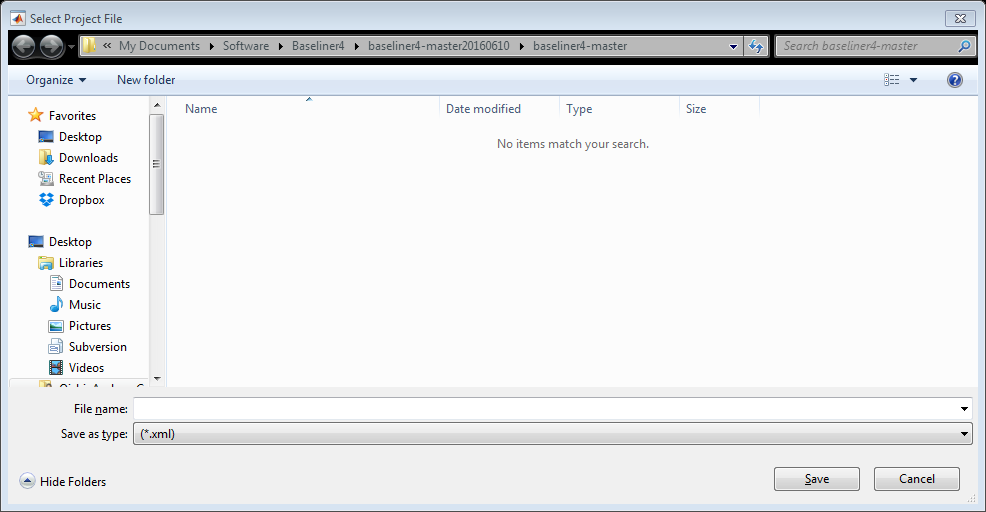 Select Project File
« My Documents Software Baseliner4 baseliner4-master20160610 baseliner4-master Search baseliner4-master
Organize New folder
Name Date modified Type Size
No items match your search.
Favorites
Desktop
Downloads
Recent Places
Dropbox
Desktop
Libraries
Documents
Music
Pictures
Subversion
Videos
File name:
Save as type: (*.xml)
Hide Folders Save Cancel